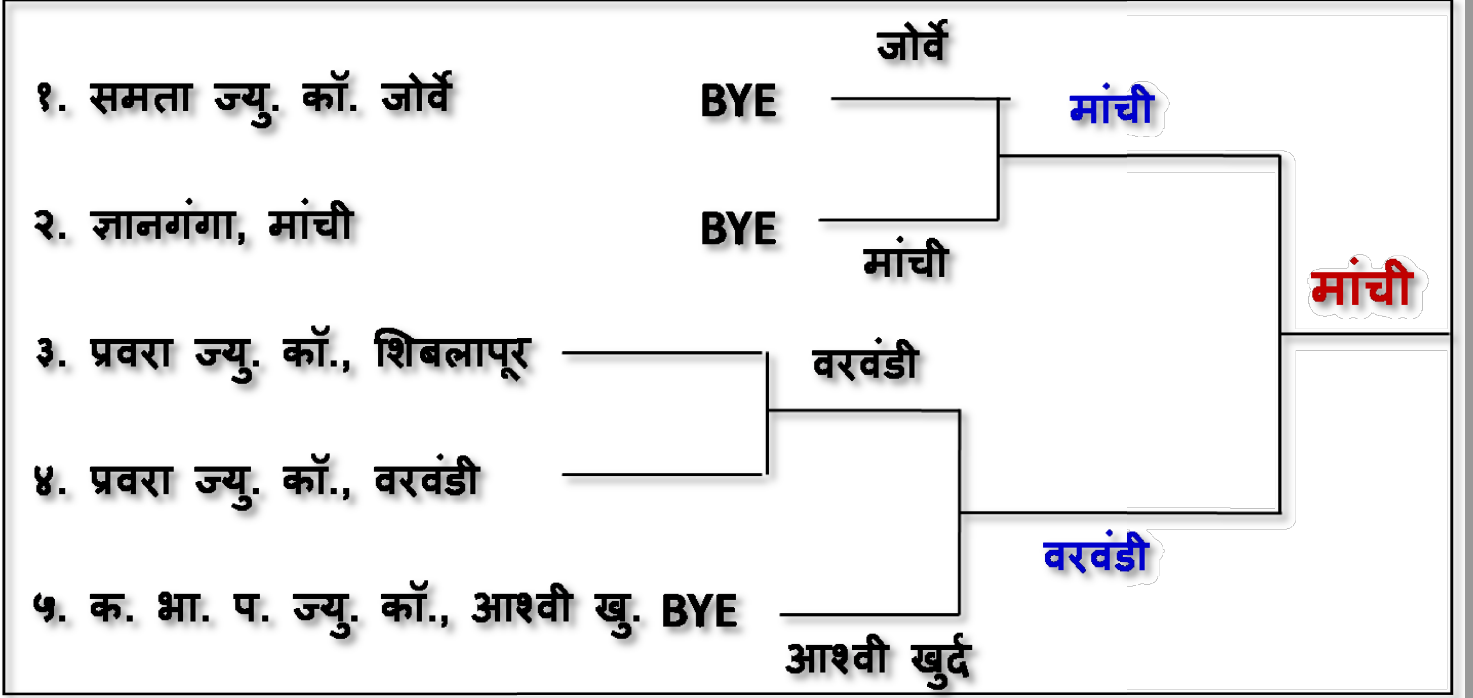 जोर्वे
१. समता ज्यु. कॉ. जोर्वे BYE
मांची
२. ज्ञानगंगा, मांची BYE
मांची
मांची
३. प्रवरा ज्यु. कॉ., शिबलापूर
वरवंडी
४. प्रवरा ज्यु. कॉ., वरवंडी
वरवंडी
५. क. भा. प. ज्यु. कॉ., आश्वी खु. BYE
आश्वी खुर्द